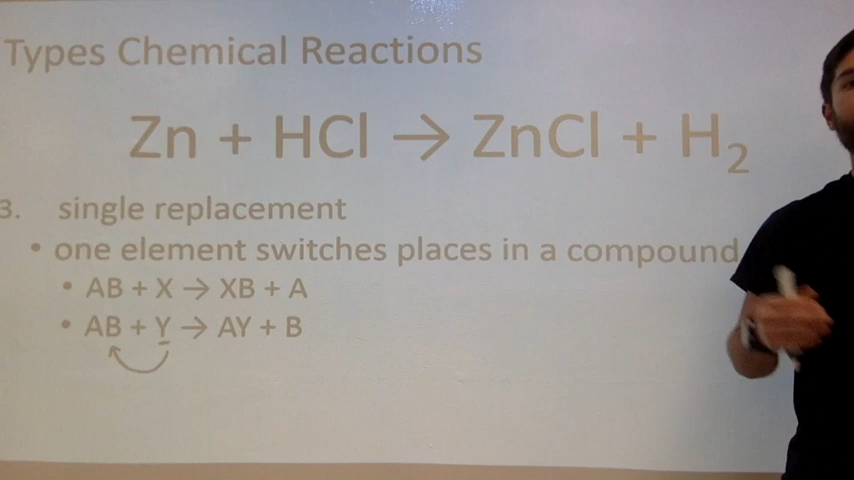 Types Chemical Reactions
Zn + HCl → ZnCl + H₂
3. single replacement
• one element switches places in a compound
• AB + X → XB + A
• AB + Y → AY + B